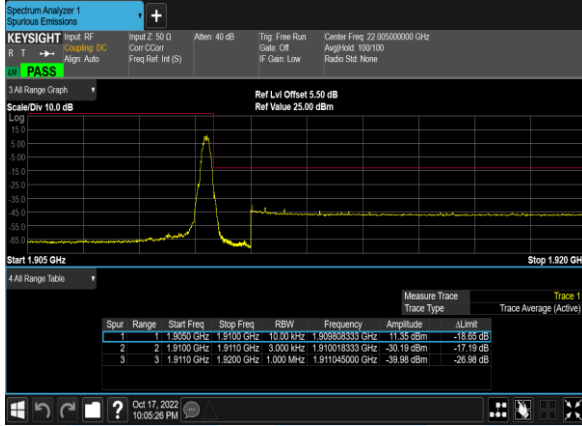 Spectrum Analyzer 1
Spurious Emissions
+
KEYSIGHT Input: RF Input Z: 50 Ω Atten: 40 dB Trig: Free Run Center Freq: 22.005000000 GHz
R T Coupling: DC Corr CCorr Gate: Off Avg|Hold: 100/100
Align: Auto Freq Ref: Int (S) IF Gain: Low Radio Std: None
PASS
3 All Range Graph
Ref Lvl Offset 5.50 dB
Scale/Div 10.0 dB Ref Value 25.00 dBm
Log
15.0
5.00
-5.00
-15.0
-25.0
-35.0
-45.0
-55.0
-65.0
Start 1.905 GHz Stop 1.920 GH
4 All Range Table
Measure Trace Trace 1
Trace Type Trace Average (Active)
Spur Range Start Freq Stop Freq RBW Frequency Amplitude ΔLimit
1 1 1.9050 GHz 1.9100 GHz 10.00 kHz 1.909808333 GHz 11.35 dBm -18.65 dB
2 2 1.9100 GHz 1.9110 GHz 3.000 kHz 1.910018333 GHz -30.19 dBm -17.19 dB
3 3 1.9110 GHz 1.9200 GHz 1.000 MHz 1.911045000 GHz -39.98 dBm -26.98 dB
? Oct 17, 2022
10:05:26 PM